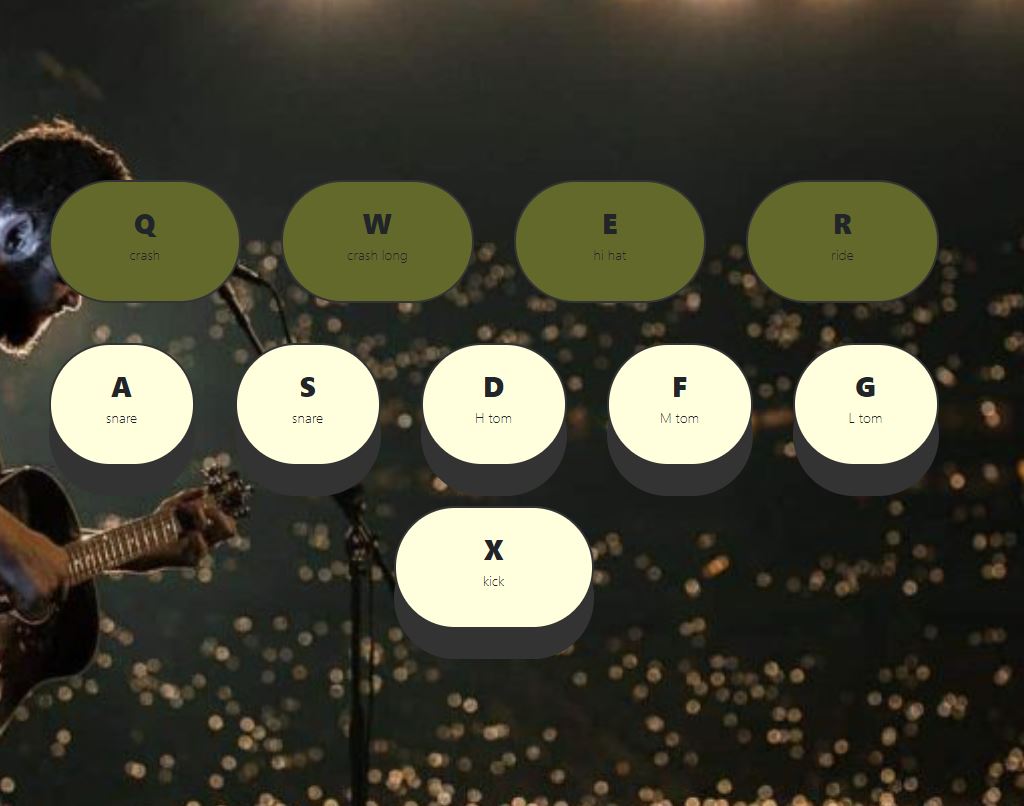 Q
crash
W
crash long
E
hi hat
R
ride
A
snare
S
snare
D
H tom
F
M tom
G
L tom
X
kick